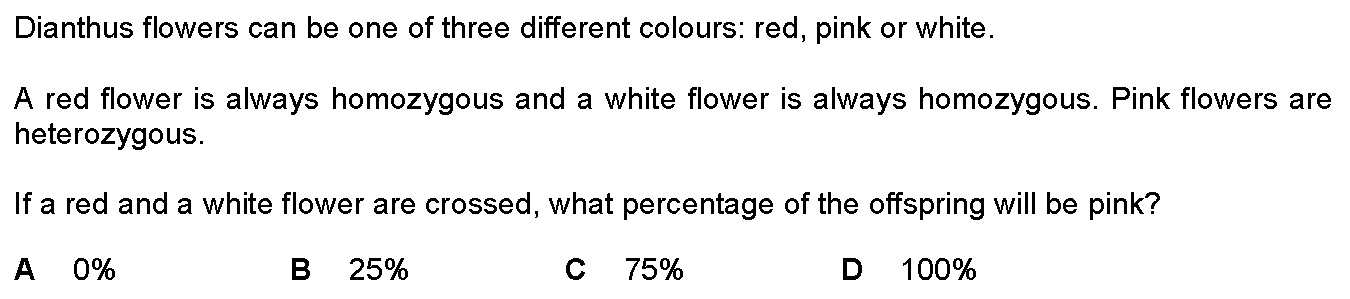 Dianthus flowers can be one of three different colours: red, pink or white.
A red flower is always homozygous and a white flower is always homozygous. Pink flowers are
heterozygous.
If a red and a white flower are crossed, what percentage of the offspring will be pink?
A 0% B 25% C 75% D 100%